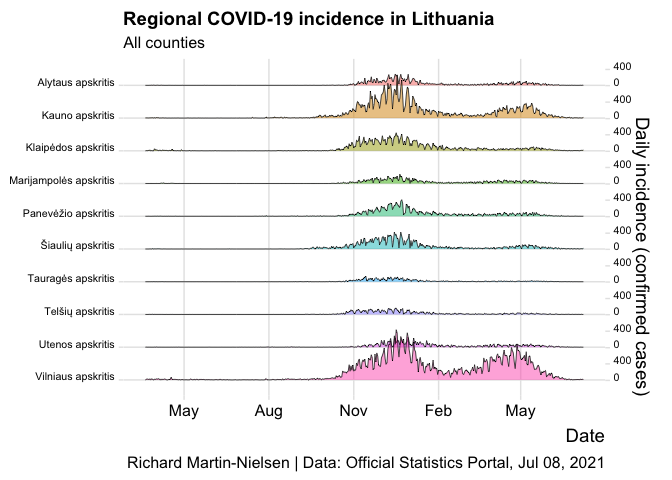 Regional COVID-19 incidence in Lithuania
All counties
Alytaus apskritis
400
0
Kauno apskritis
400
0
Klaipėdos apskritis
400
0
Marijampolės apskritis
400
0
Panevėžio apskritis
400
0
Šiaulių apskritis
400
0
Tauragės apskritis
400
0
Telšių apskritis
400
0
Utenos apskritis
400
0
Vilniaus apskritis
400
0
Daily incidence (confirmed cases)
May Aug Nov Feb May
Date
Richard Martin-Nielsen | Data: Official Statistics Portal, Jul 08, 2021